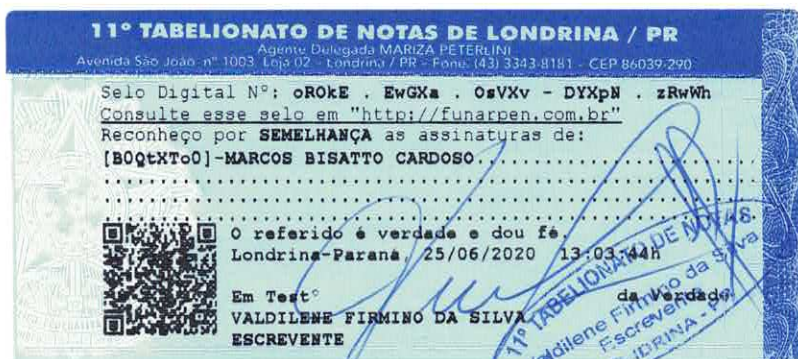 11º TABELIONATO DE NOTAS DE LONDRINA / PR
Agente Delegada MARIZA PETERLINI
Avenida São João nº 1003, Loja 02 - Londrina / PR - Fone: (43) 3343-8181 - CEP 86039-290
Selo Digital Nº: oR0kE . EwGXa . OsVXv - DYXpN . zRwWh
Consulte esse selo em "http://funarpen.com.br"
Reconheço por SEMELHANÇA as assinaturas de:
[B0QtXTo0]-MARCOS BISATTO CARDOSO
O referido é verdade e dou fé.
Londrina-Paraná, 25/06/2020 13:03:44h
Em Testº da Verdade
VALDILENE FIRMINO DA SILVA
ESCREVENTE
11º TABELIONATO DE NOTAS
Valdilene Firmino da Silva
Escrevente